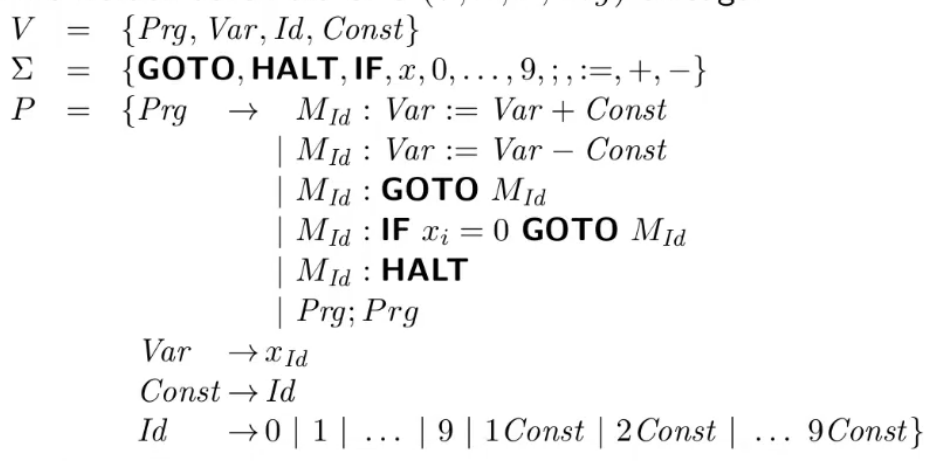 V = {Prg, Var, Id, Const}
Σ = {GOTO, HALT, IF, x, 0, …, 9, ;, :=, +, −}
P = {Prg → M_Id : Var := Var + Const
| M_Id : Var := Var − Const
| M_Id : GOTO M_Id
| M_Id : IF x_i = 0 GOTO M_Id
| M_Id : HALT
| Prg; Prg
Var → x_Id
Const → Id
Id → 0 | 1 | … | 9 | 1Const | 2Const | … 9Const}